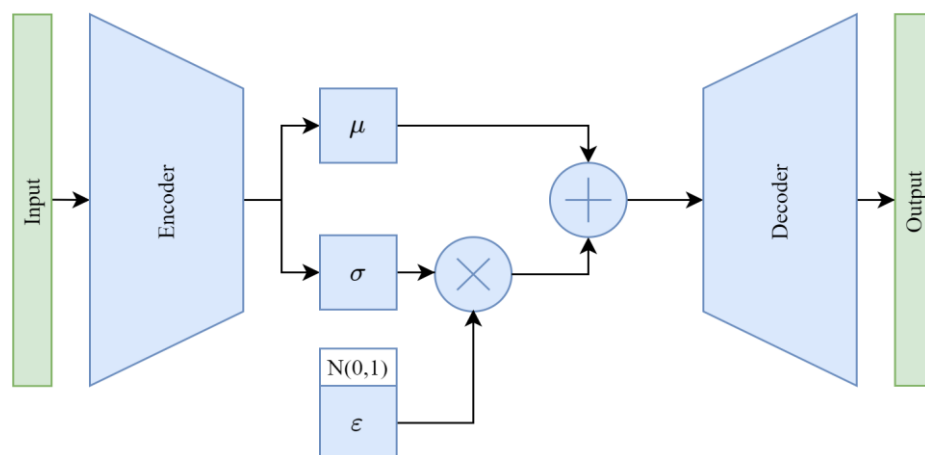 Input
Encoder
μ
σ
N(0,1)
ε
Decoder
Output